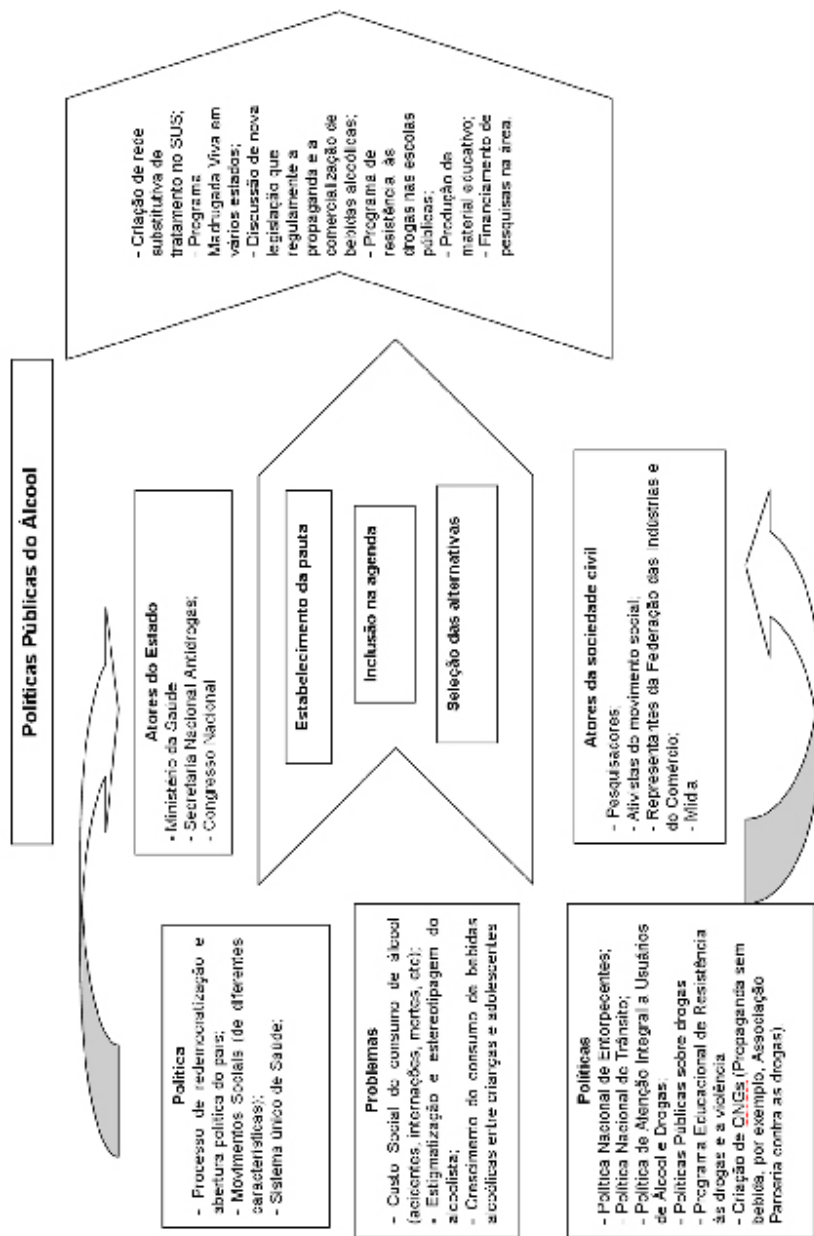 Políticas Públicas do Álcool
Política
- Processo de redemocratização e
abertura política do país;
- Movimentos Sociais (de diferentes
características);
- Sistema Único de Saúde;
Problemas
- Custo Social do consumo de álcool
(acidentes, internações, mortes, etc);
- Estigmatização e estereotipagem do
alcoolista;
- Crescimento do consumo de bebidas
alcoólicas entre crianças e adolescentes
Políticas
- Política Nacional de Entorpecentes;
- Política Nacional de Trânsito;
- Política de Atenção Integral a Usuários
de Álcool e Drogas;
- Políticas Públicas sobre drogas
- Programa Educacional de Resistência
às drogas e a violência
- Criação de ONGs (Propaganda sem
bebida, por exemplo, Associação
Parceria contra as drogas)
Atores do Estado
- Ministério da Saúde
- Secretaria Nacional Antidrogas;
- Congresso Nacional
Estabelecimento da pauta
Inclusão na agenda
Seleção das alternativas
Atores da sociedade civil
- Pesquisadores;
- Ativistas do movimento social;
- Representantes da Federação das Indústrias e
do Comércio;
- Mídia
- Criação de rede
substitutiva de
tratamento no SUS;
- Programa
Madrugada Viva em
vários estados;
- Discussão de nova
legislação que
regulamente a
propaganda e a
comercialização de
bebidas alcoólicas;
- Programa de
resistência às
drogas nas escolas
públicas;
- Produção de
material educativo;
- Financiamento de
pesquisas na área.